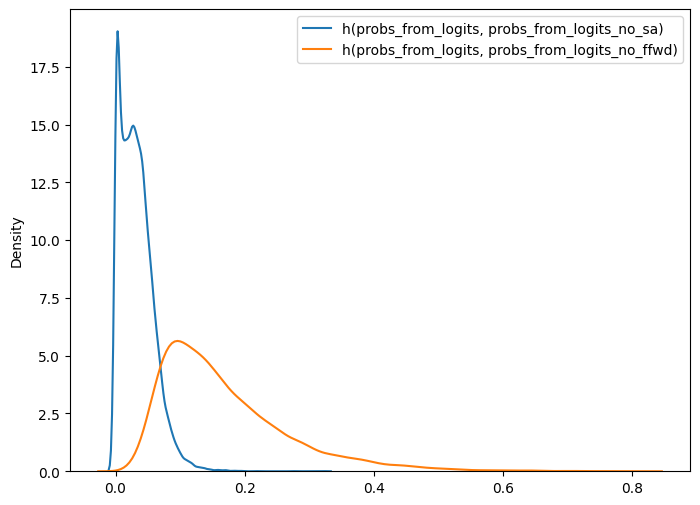 h(probs_from_logits, probs_from_logits_no_sa)
h(probs_from_logits, probs_from_logits_no_ffwd)
Density
17.5
15.0
12.5
10.0
7.5
5.0
2.5
0.0
0.0 0.2 0.4 0.6 0.8